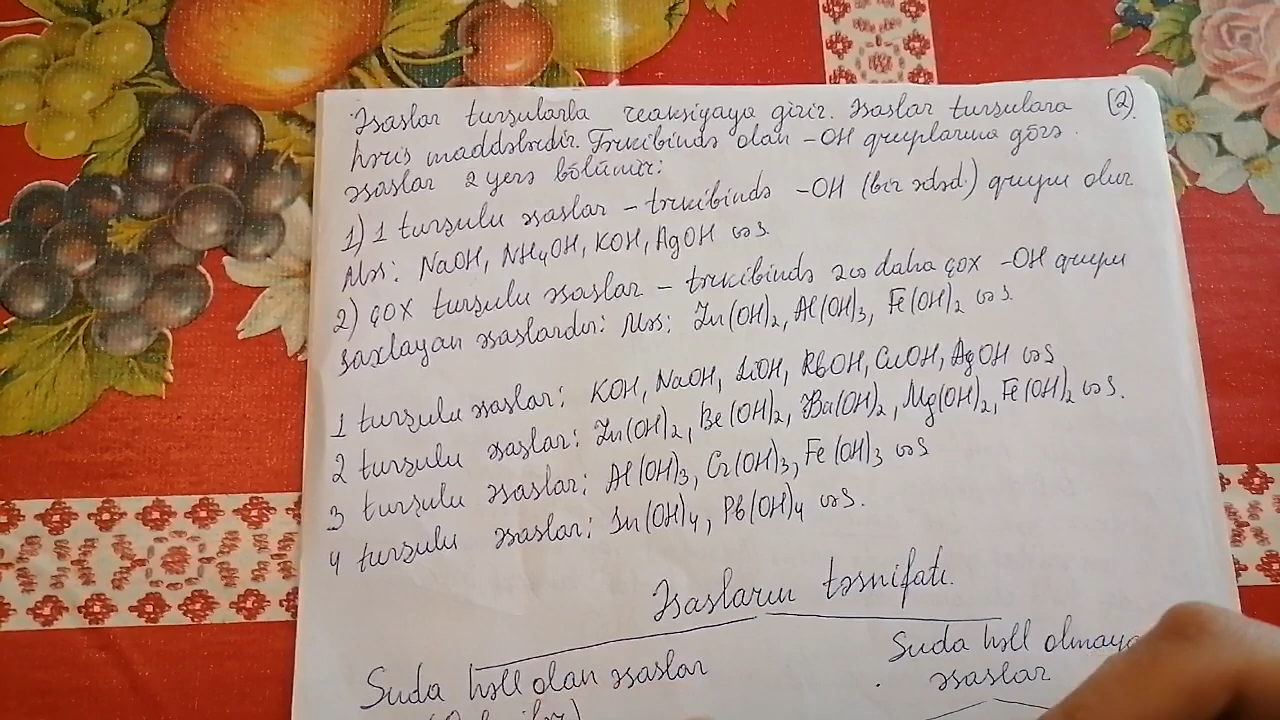 Əsaslar turşularla reaksiyaya girir. Əsaslar turşulara (2).
həris maddələrdir. Tərkibində olan -OH qruplarına görə
əsaslar 2 yerə bölünür:
1) 1 turşulu əsaslar - tərkibində -OH (bir ədəd) qrupu olur
Məs: NaOH, NH₄OH, KOH, AgOH və s.
2) çox turşulu əsaslar - tərkibində 2 və daha çox -OH qrupu
saxlayan əsaslardır: Məs: Zn(OH)₂, Al(OH)₃, Fe(OH)₂ və s.
1 turşulu əsaslar: KOH, NaOH, LiOH, RbOH, CuOH, AgOH və s
2 turşulu əsaslar: Zn(OH)₂, Be(OH)₂, Ba(OH)₂, Mg(OH)₂, Fe(OH)₂ və s.
3 turşulu əsaslar: Al(OH)₃, Cr(OH)₃, Fe(OH)₃ və s
4 turşulu əsaslar: Sn(OH)₄, Pb(OH)₄ və s.
Əsasların təsnifatı.
Suda həll olan əsaslar
Suda həll olmaya
əsaslar